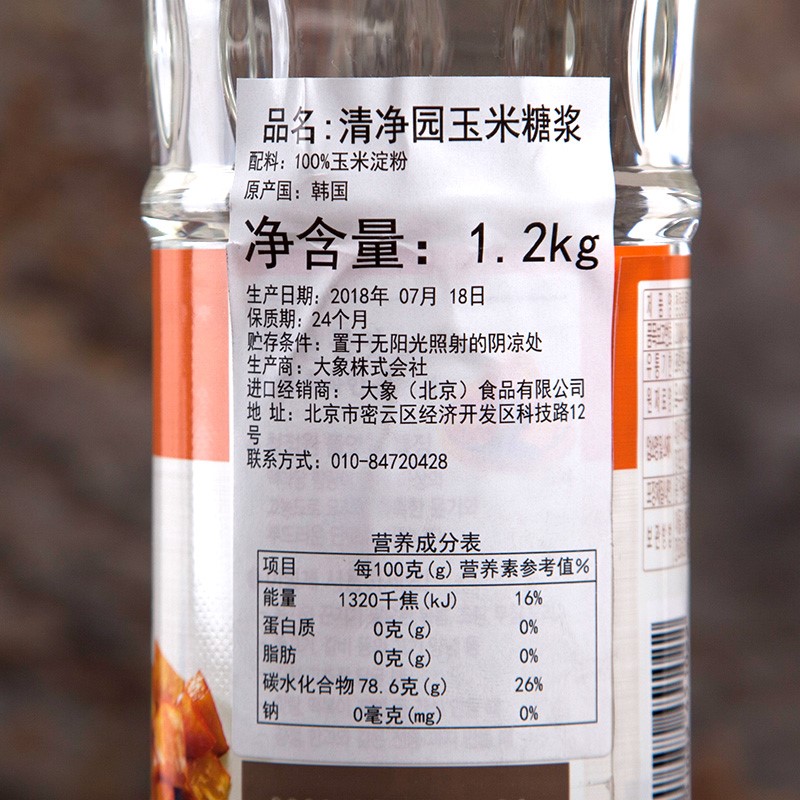 品名:清净园玉米糖浆
配料: 100%玉米淀粉
原产国: 韩国
净含量: 1.2kg
生产日期: 2018年 07月 18日
保质期: 24个月
贮存条件: 置于无阳光照射的阴凉处
生产商: 大象株式会社
进口经销商: 大象（北京）食品有限公司
地 址: 北京市密云区经济开发区科技路12
号
联系方式: 010-84720428
营养成分表
项目 每100克(g) 营养素参考值%
能量 1320千焦(kJ) 16%
蛋白质 0克(g) 0%
脂肪 0克(g) 0%
碳水化合物 78.6克(g) 26%
钠 0毫克(mg) 0%